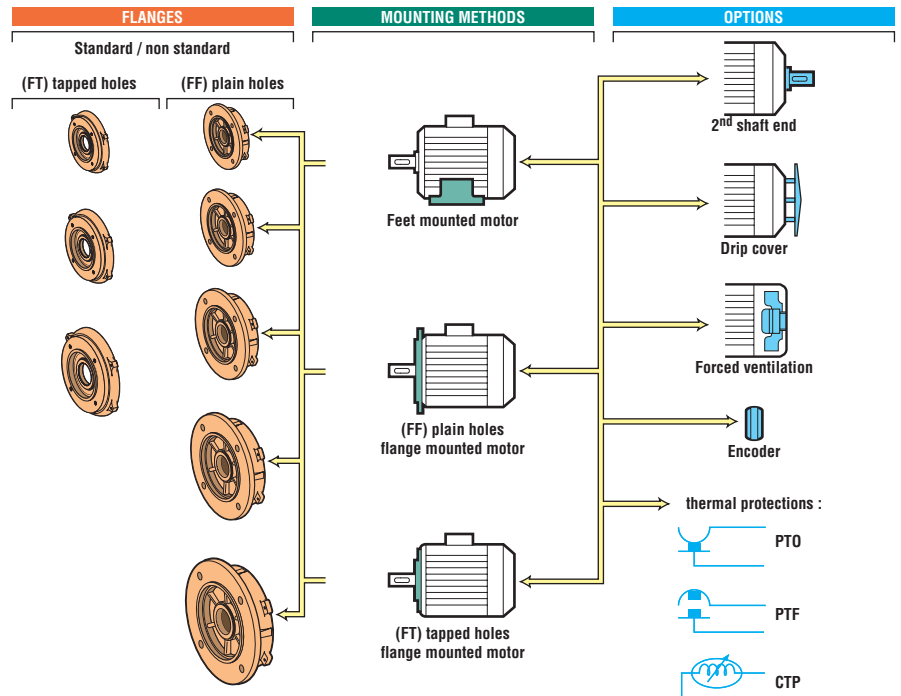 FLANGES
Standard / non standard
(FT) tapped holes
(FF) plain holes
MOUNTING METHODS
Feet mounted motor
(FF) plain holes
flange mounted motor
(FT) tapped holes
flange mounted motor
OPTIONS
2nd shaft end
Drip cover
Forced ventilation
Encoder
thermal protections :
PTO
PTF
CTP